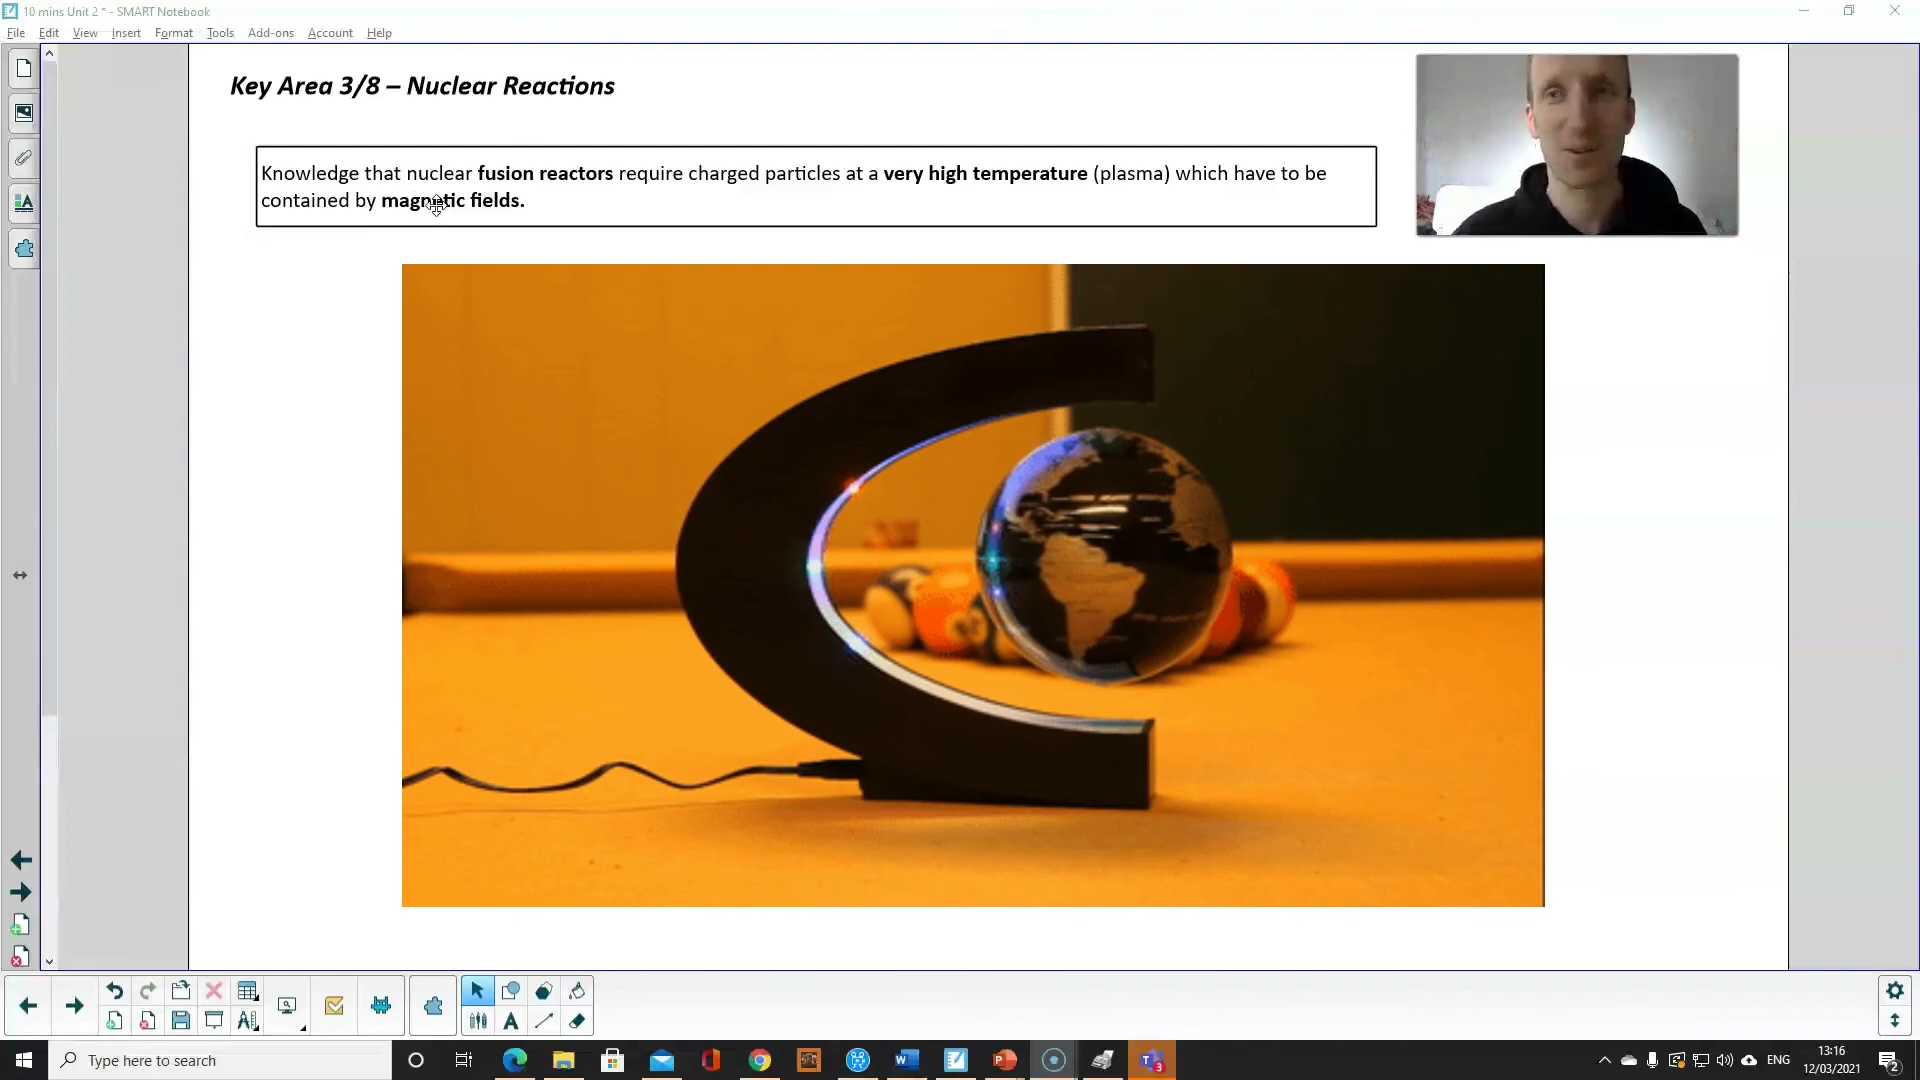 10 mins Unit 2 * - SMART Notebook
File Edit View Insert Format Tools Add-ons Account Help
Key Area 3/8 – Nuclear Reactions
Knowledge that nuclear fusion reactors require charged particles at a very high temperature (plasma) which have to be
contained by magnetic fields.
Type here to search
ENG
13:16
12/03/2021
3
2